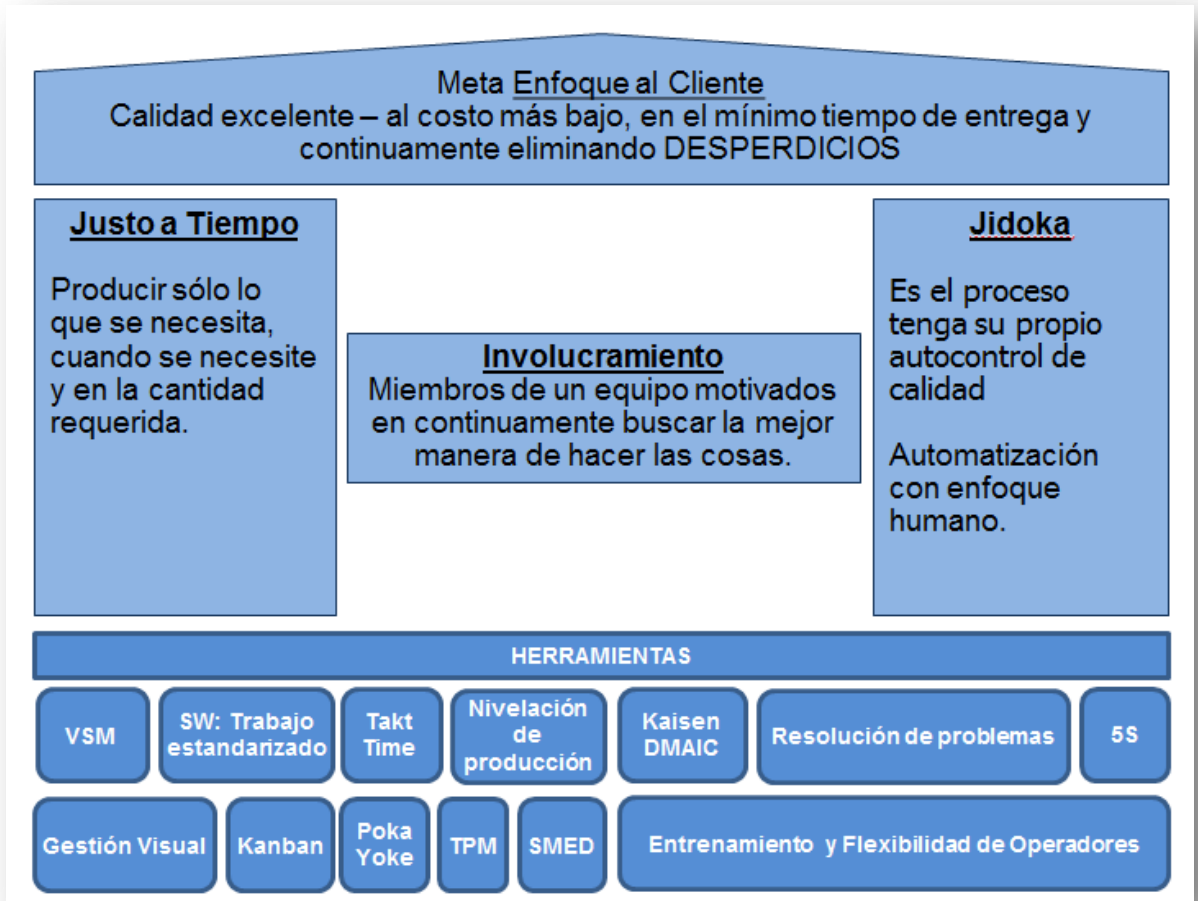 Meta Enfoque al Cliente
Calidad excelente – al costo más bajo, en el mínimo tiempo de entrega y
continuamente eliminando DESPERDICIOS
Justo a Tiempo
Producir sólo lo
que se necesita,
cuando se necesite
y en la cantidad
requerida.
Involucramiento
Miembros de un equipo motivados
en continuamente buscar la mejor
manera de hacer las cosas.
Jidoka
Es el proceso
tenga su propio
autocontrol de
calidad
Automatización
con enfoque
humano.
HERRAMIENTAS
VSM
SW: Trabajo
estandarizado
Takt
Time
Nivelación
de
producción
Kaisen
DMAIC
Resolución de problemas
5S
Gestión Visual
Kanban
Poka
Yoke
TPM
SMED
Entrenamiento y Flexibilidad de Operadores